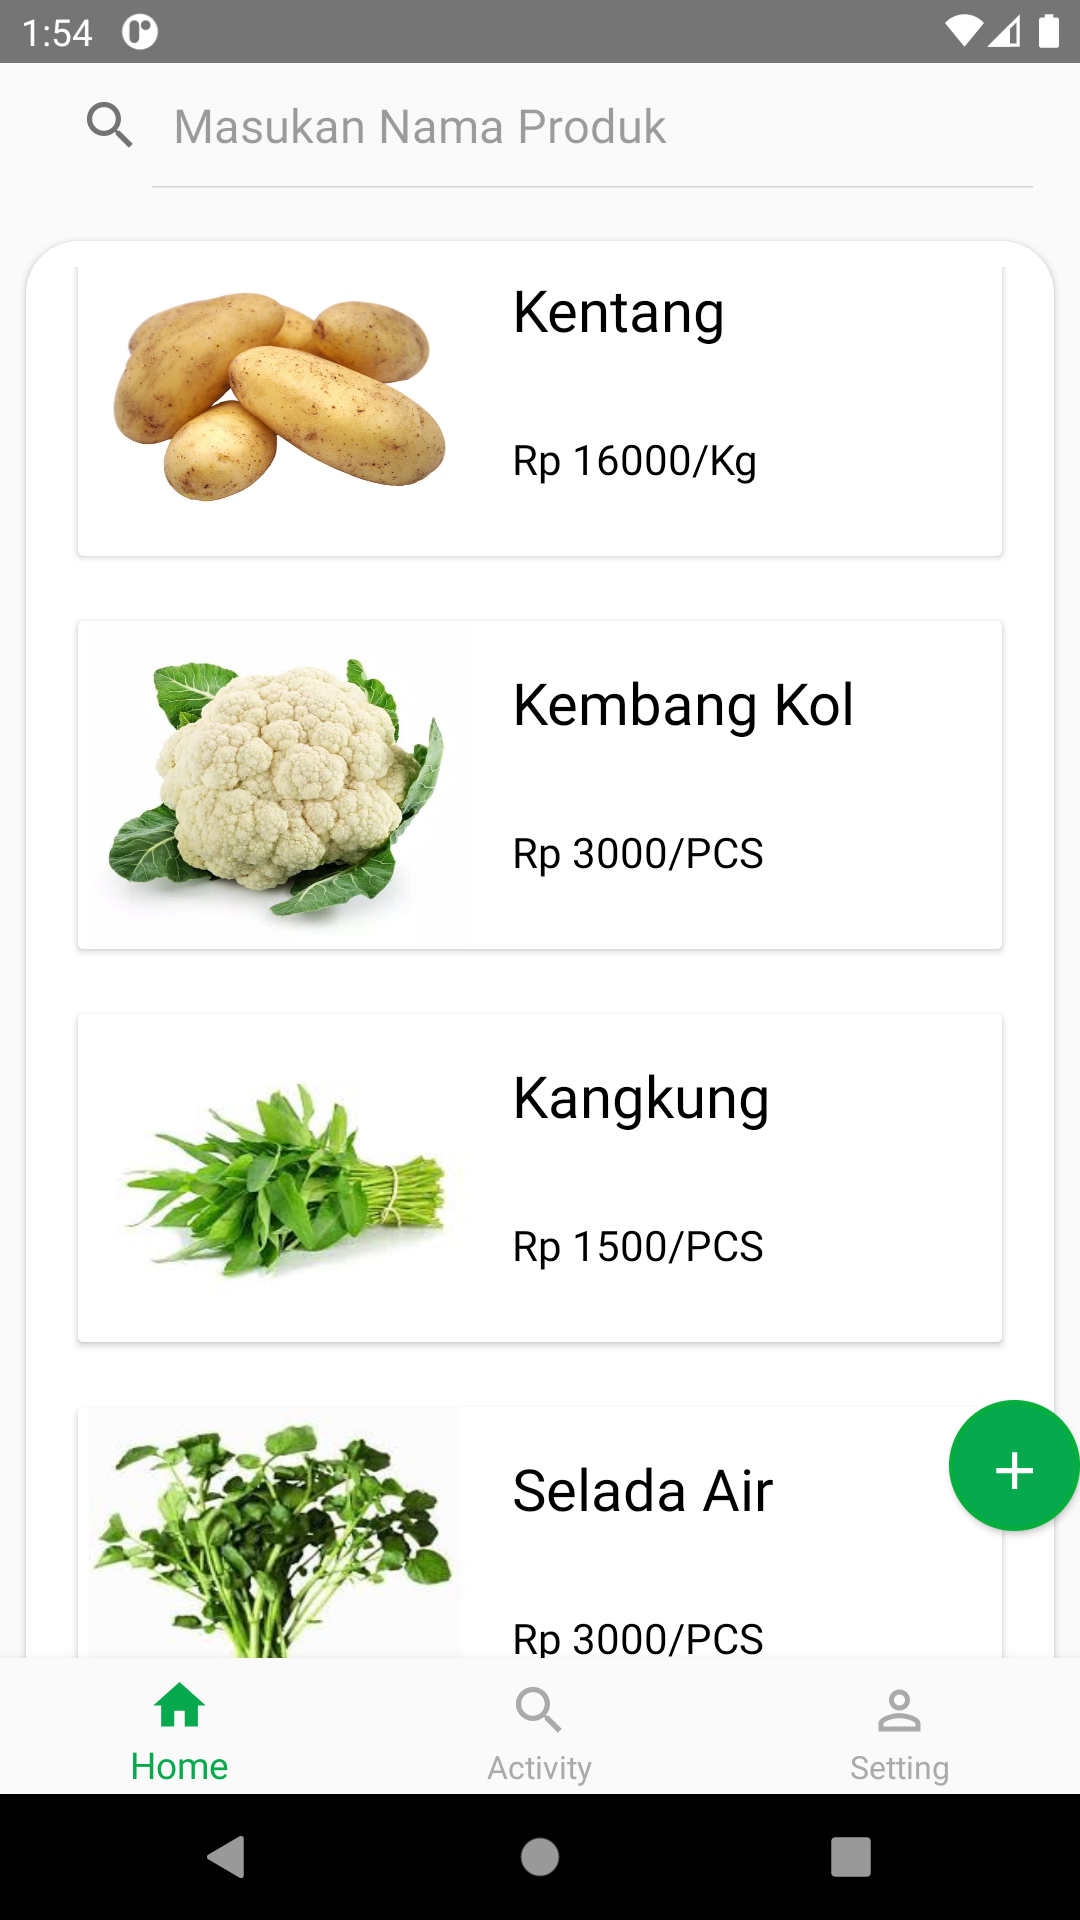 1:54
Masukan Nama Produk
Kentang
Rp 16000/Kg
Kembang Kol
Rp 3000/PCS
Kangkung
Rp 1500/PCS
Selada Air
Rp 3000/PCS
Home
Activity
Setting